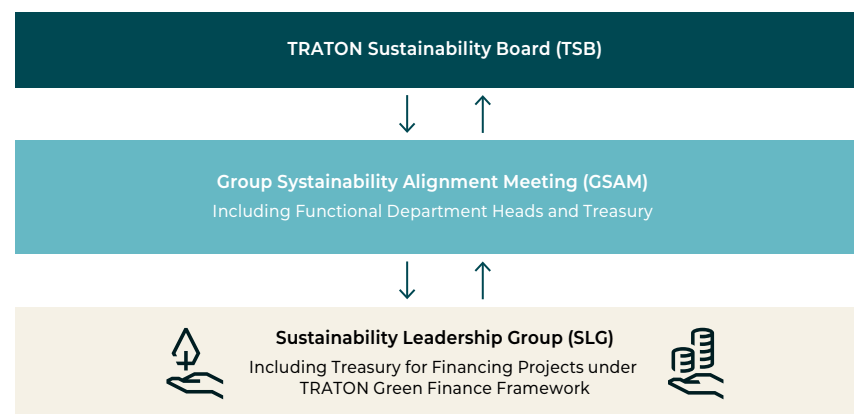 TRATON Sustainability Board (TSB)
Group Systainability Alignment Meeting (GSAM)
Including Functional Department Heads and Treasury
Sustainability Leadership Group (SLG)
Including Treasury for Financing Projects under
TRATON Green Finance Framework